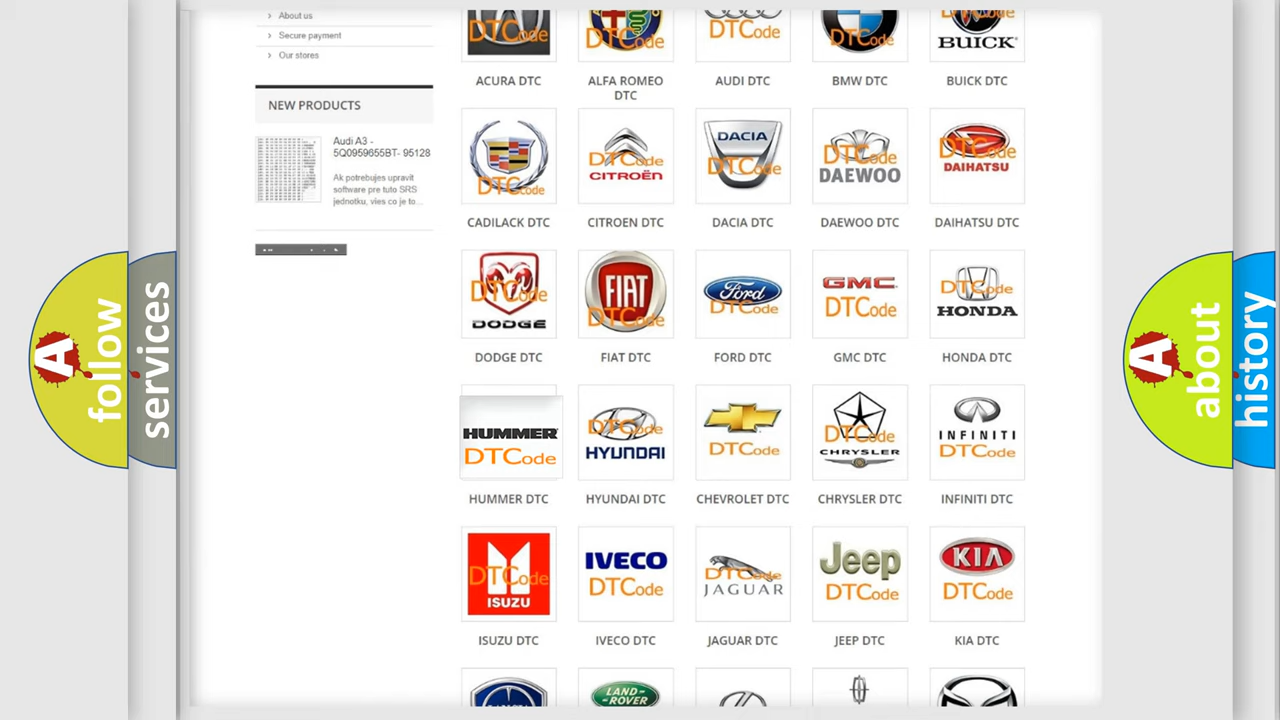 About us
Secure payment
Our stores
NEW PRODUCTS
Audi A3 -
5Q0959655BT- 95128
Ak potrebujes upravit
software pre tuto SRS
jednotku, vies co je to...
DTCode
DTCode
DTCode
DTCode
BUICK
ACURA DTC
ALFA ROMEO
DTC
AUDI DTC
BMW DTC
BUICK DTC
DTCode
DTCode
CITROËN
DACIA
DTCode
DTCode
DAEWOO
DTCode
DAIHATSU
CADILACK DTC
CITROEN DTC
DACIA DTC
DAEWOO DTC
DAIHATSU DTC
DTCode
DODGE
FIAT
DTCode
Ford
DTCode
GMC
DTCode
DTCode
HONDA
DODGE DTC
FIAT DTC
FORD DTC
GMC DTC
HONDA DTC
HUMMER
DTCode
DTCode
HYUNDAI
DTCode
DTCode
CHRYSLER
INFINITI
DTCode
HUMMER DTC
HYUNDAI DTC
CHEVROLET DTC
CHRYSLER DTC
INFINITI DTC
DTCode
ISUZU
IVECO
DTCode
DTCode
JAGUAR
Jeep
DTCode
KIA
DTCode
ISUZU DTC
IVECO DTC
JAGUAR DTC
JEEP DTC
KIA DTC
LAND-
ROVER
A follow
services
A about
history